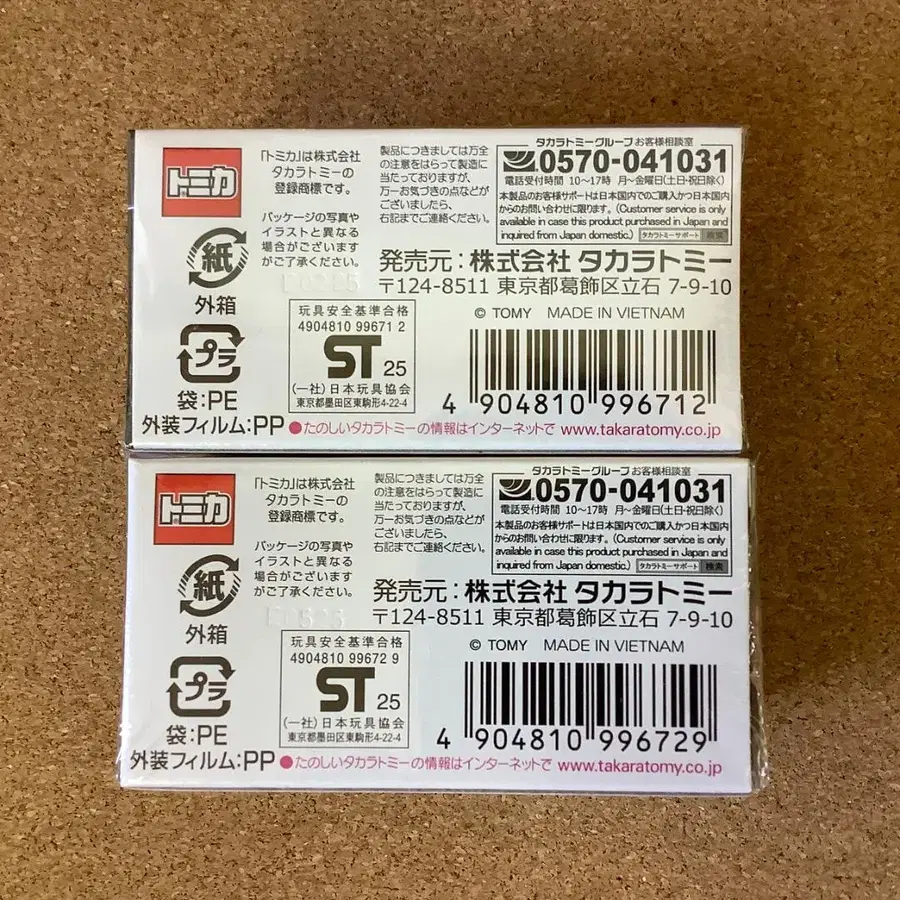 トミカ
「トミカ」は株式会社
タカラトミーの
登録商標です。
パッケージの写真や
イラストと異なる
場合がございます
がご了承ください。
製品につきましては万全
の注意をはらって製造に
当たっておりますが、
万一お気づきの点などが
ございましたら、
右記までご連絡ください。
タカラトミーグループ お客様相談室
0570-041031
電話受付時間 10〜17時 月〜金曜日(土日・祝日除く)
本製品のお客様サポートは日本国内でのご購入かつ日本国内
からのお問い合わせに限ります。(Customer service is only
available in case this product purchased in Japan and
inquired from Japan domestic.) タカラトミーサポート 検索
紙
外箱
発売元:株式会社 タカラトミー
〒124-8511 東京都葛飾区立石 7-9-10
© TOMY MADE IN VIETNAM
プラ
袋:PE
外装フィルム:PP
玩具安全基準合格
4904810 99671 2
ST 25
(一社)日本玩具協会
東京都墨田区東駒形4-22-4
4 904810 996712
●たのしいタカラトミーの情報はインターネットで www.takaratomy.co.jp
トミカ
「トミカ」は株式会社
タカラトミーの
登録商標です。
パッケージの写真や
イラストと異なる
場合がございます
がご了承ください。
製品につきましては万全
の注意をはらって製造に
当たっておりますが、
万一お気づきの点などが
ございましたら、
右記までご連絡ください。
タカラトミーグループ お客様相談室
0570-041031
電話受付時間 10〜17時 月〜金曜日(土日・祝日除く)
本製品のお客様サポートは日本国内でのご購入かつ日本国内
からのお問い合わせに限ります。(Customer service is only
available in case this product purchased in Japan and
inquired from Japan domestic.) タカラトミーサポート 検索
紙
外箱
発売元:株式会社 タカラトミー
〒124-8511 東京都葛飾区立石 7-9-10
© TOMY MADE IN VIETNAM
プラ
袋:PE
外装フィルム:PP
玩具安全基準合格
4904810 99672 9
ST 25
(一社)日本玩具協会
東京都墨田区東駒形4-22-4
4 904810 996729
●たのしいタカラトミーの情報はインターネットで www.takaratomy.co.jp